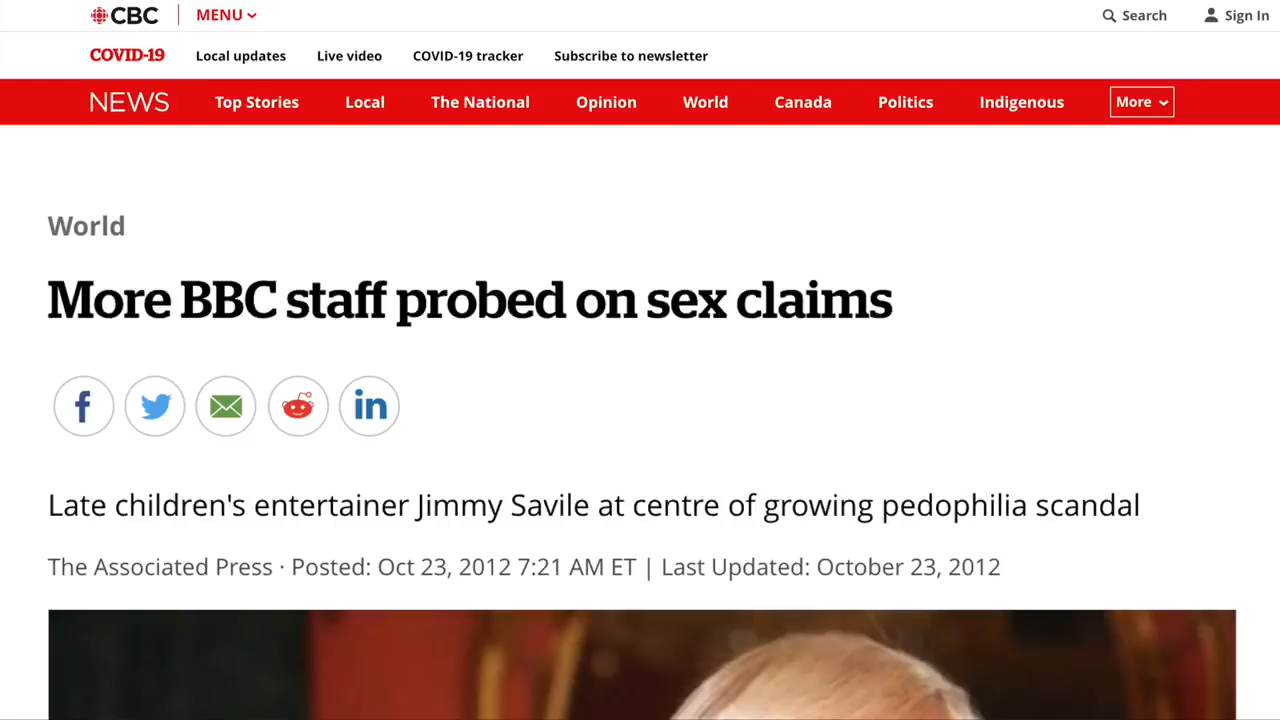 CBC MENU Search Sign In
COVID-19 Local updates Live video COVID-19 tracker Subscribe to newsletter
NEWS Top Stories Local The National Opinion World Canada Politics Indigenous More
World
More BBC staff probed on sex claims
Late children's entertainer Jimmy Savile at centre of growing pedophilia scandal
The Associated Press · Posted: Oct 23, 2012 7:21 AM ET | Last Updated: October 23, 2012